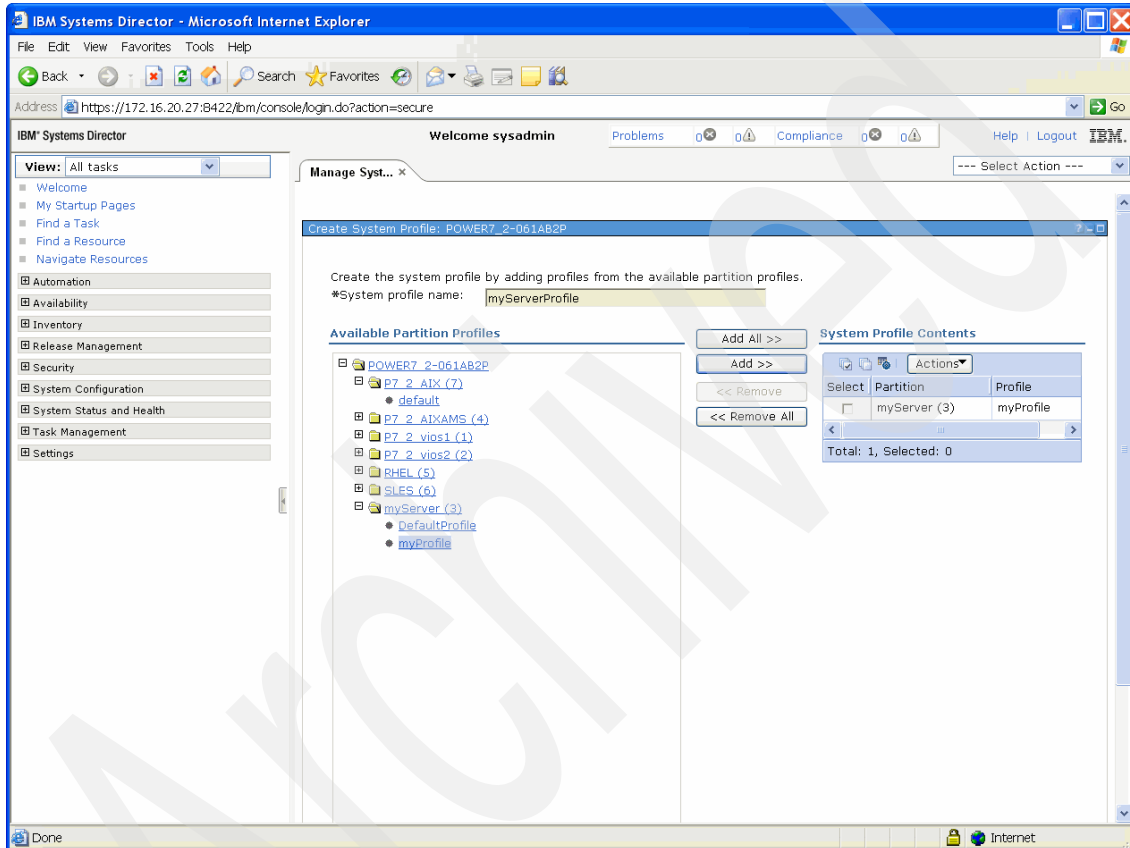 IBM Systems Director - Microsoft Internet Explorer
File Edit View Favorites Tools Help
Back Search Favorites
Address https://172.16.20.27:8422/ibm/console/login.do?action=secure Go
IBM® Systems Director Welcome sysadmin Problems 0 0 Compliance 0 0 Help Logout IBM.
View: All tasks
Manage Syst... × --- Select Action ---
Welcome
My Startup Pages
Find a Task
Find a Resource
Navigate Resources
Automation
Availability
Inventory
Release Management
Security
System Configuration
System Status and Health
Task Management
Settings
Create System Profile: POWER7_2-061AB2P
Create the system profile by adding profiles from the available partition profiles.
*System profile name: myServerProfile
Available Partition Profiles
POWER7_2-061AB2P
P7_2_AIX (7)
default
P7_2_AIXAMS (4)
P7_2_vios1 (1)
P7_2_vios2 (2)
RHEL (5)
SLES (6)
myServer (3)
DefaultProfile
myProfile
Add All >>
Add >>
<< Remove
<< Remove All
System Profile Contents
Actions
Select Partition Profile
myServer (3) myProfile
Total: 1, Selected: 0
Done Internet
Archived